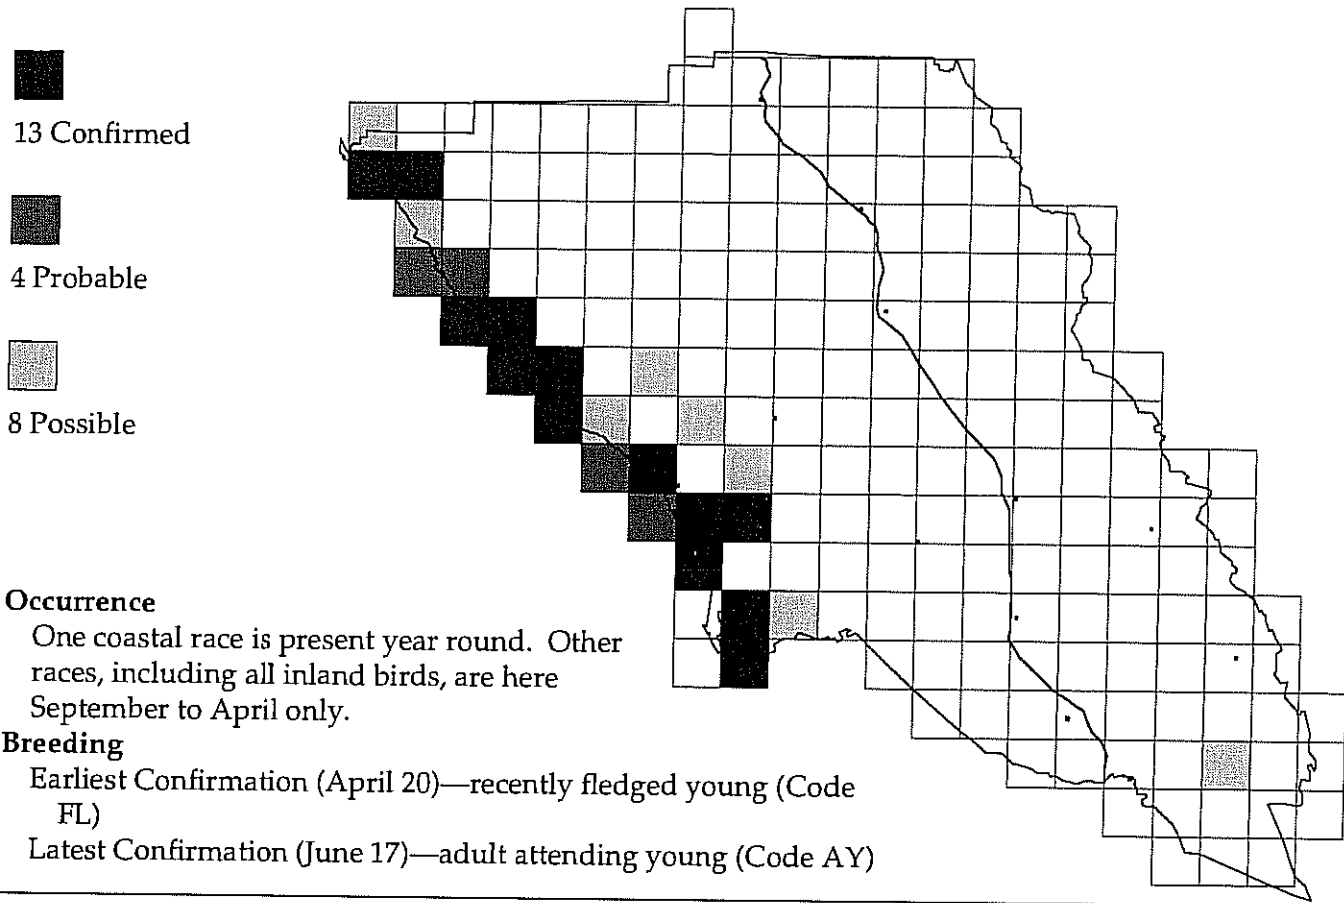 13 Confirmed
4 Probable
8 Possible
Occurrence
One coastal race is present year round. Other
races, including all inland birds, are here
September to April only.
Breeding
Earliest Confirmation (April 20)—recently fledged young (Code
FL)
Latest Confirmation (June 17)—adult attending young (Code AY)